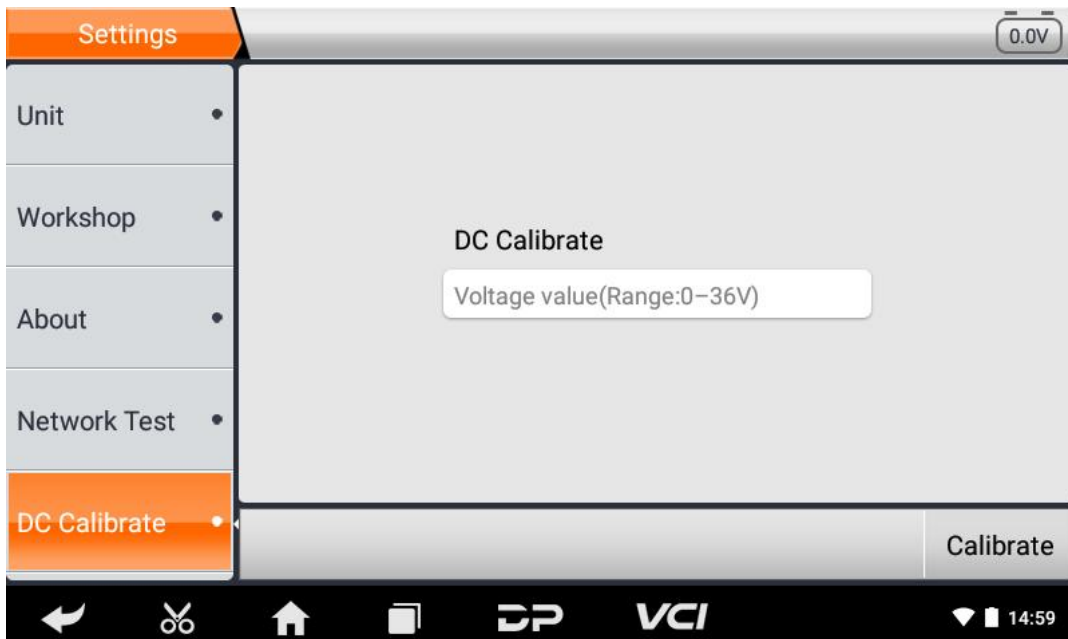 Settings
0.0V
Unit
Workshop
About
Network Test
DC Calibrate
DC Calibrate
Voltage value(Range:0–36V)
Calibrate
DP
VCI
14:59